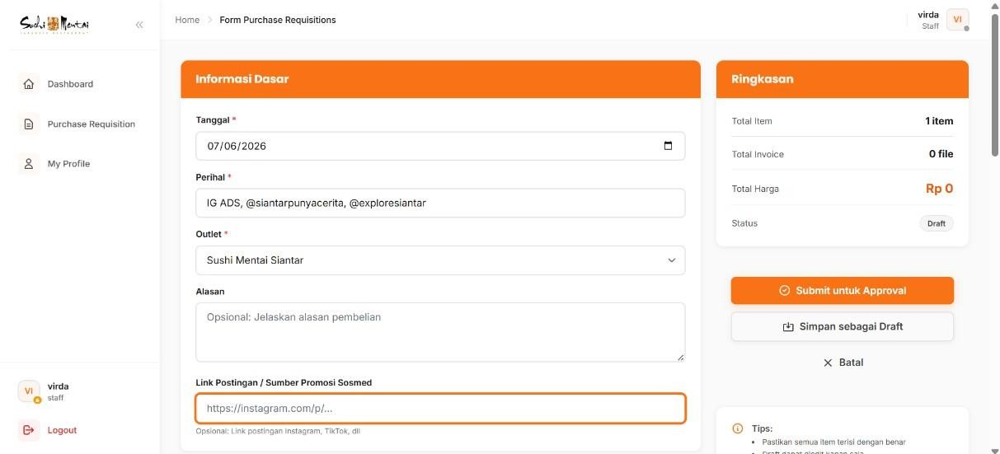 Sushi Mentai
Home > Form Purchase Requisitions
virda
Staff
VI
Dashboard
Purchase Requisition
My Profile
VI
virda
staff
Logout
Informasi Dasar
Tanggal *
07/06/2026
Perihal *
IG ADS, @siantarpunyacerita, @exploresiantar
Outlet *
Sushi Mentai Siantar
Alasan
Opsional: Jelaskan alasan pembelian
Link Postingan / Sumber Promosi Sosmed
https://instagram.com/p/...
Opsional: Link postingan Instagram, TikTok, dll
Ringkasan
Total Item 1 item
Total Invoice 0 file
Total Harga Rp 0
Status Draft
Submit untuk Approval
Simpan sebagai Draft
Batal
Tips:
• Pastikan semua item terisi dengan benar